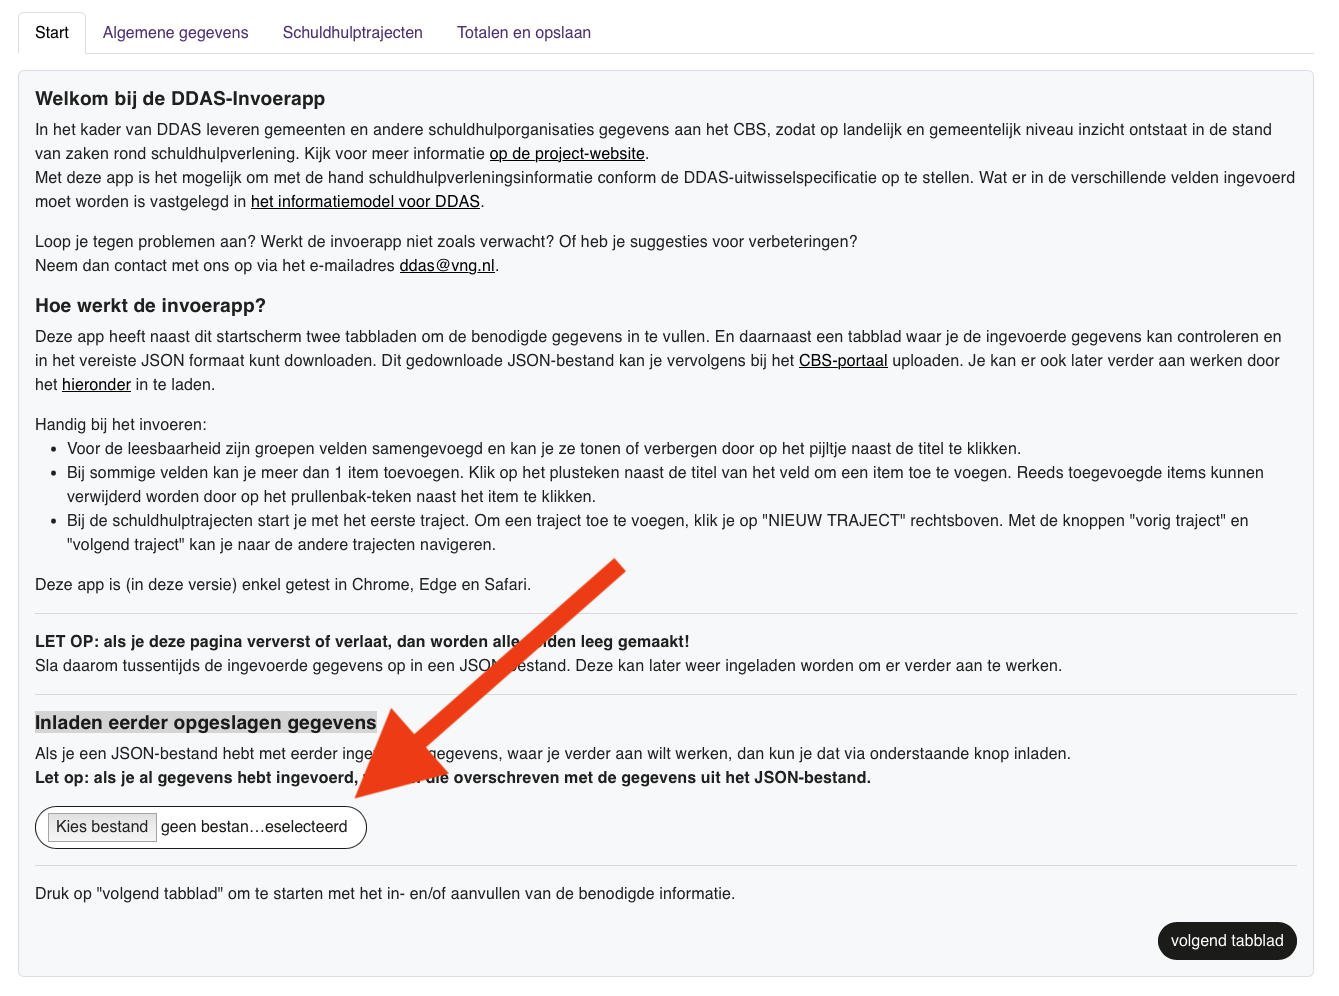 Start Algemene gegevens Schuldhulptrajecten Totalen en opslaan
Welkom bij de DDAS-Invoerapp
In het kader van DDAS leveren gemeenten en andere schuldhulporganisaties gegevens aan het CBS, zodat op landelijk en gemeentelijk niveau inzicht ontstaat in de stand
van zaken rond schuldhulpverlening. Kijk voor meer informatie op de project-website.
Met deze app is het mogelijk om met de hand schuldhulpverleningsinformatie conform de DDAS-uitwisselspecificatie op te stellen. Wat er in de verschillende velden ingevoerd
moet worden is vastgelegd in het informatiemodel voor DDAS.
Loop je tegen problemen aan? Werkt de invoerapp niet zoals verwacht? Of heb je suggesties voor verbeteringen?
Neem dan contact met ons op via het e-mailadres ddas@vng.nl.
Hoe werkt de invoerapp?
Deze app heeft naast dit startscherm twee tabbladen om de benodigde gegevens in te vullen. En daarnaast een tabblad waar je de ingevoerde gegevens kan controleren en
in het vereiste JSON formaat kunt downloaden. Dit gedownloade JSON-bestand kan je vervolgens bij het CBS-portaal uploaden. Je kan er ook later verder aan werken door
het hieronder in te laden.
Handig bij het invoeren:
• Voor de leesbaarheid zijn groepen velden samengevoegd en kan je ze tonen of verbergen door op het pijltje naast de titel te klikken.
• Bij sommige velden kan je meer dan 1 item toevoegen. Klik op het plusteken naast de titel van het veld om een item toe te voegen. Reeds toegevoegde items kunnen
verwijderd worden door op het prullenbak-teken naast het item te klikken.
• Bij de schuldhulptrajecten start je met het eerste traject. Om een traject toe te voegen, klik je op "NIEUW TRAJECT" rechtsboven. Met de knoppen "vorig traject" en
"volgend traject" kan je naar de andere trajecten navigeren.
Deze app is (in deze versie) enkel getest in Chrome, Edge en Safari.
LET OP: als je deze pagina ververst of verlaat, dan worden alle leeg gemaakt!
Sla daarom tussentijds de ingevoerde gegevens op in een JSON-bestand. Deze kan later weer ingeladen worden om er verder aan te werken.
Inladen eerder opgeslagen gegevens
Als je een JSON-bestand hebt met eerder gegevens, waar je verder aan wilt werken, dan kun je dat via onderstaande knop inladen.
Let op: als je al gegevens hebt ingevoerd, die overschreven met de gegevens uit het JSON-bestand.
Kies bestand geen bestan…eselecteerd
Druk op "volgend tabblad" om te starten met het in- en/of aanvullen van de benodigde informatie.
volgend tabblad